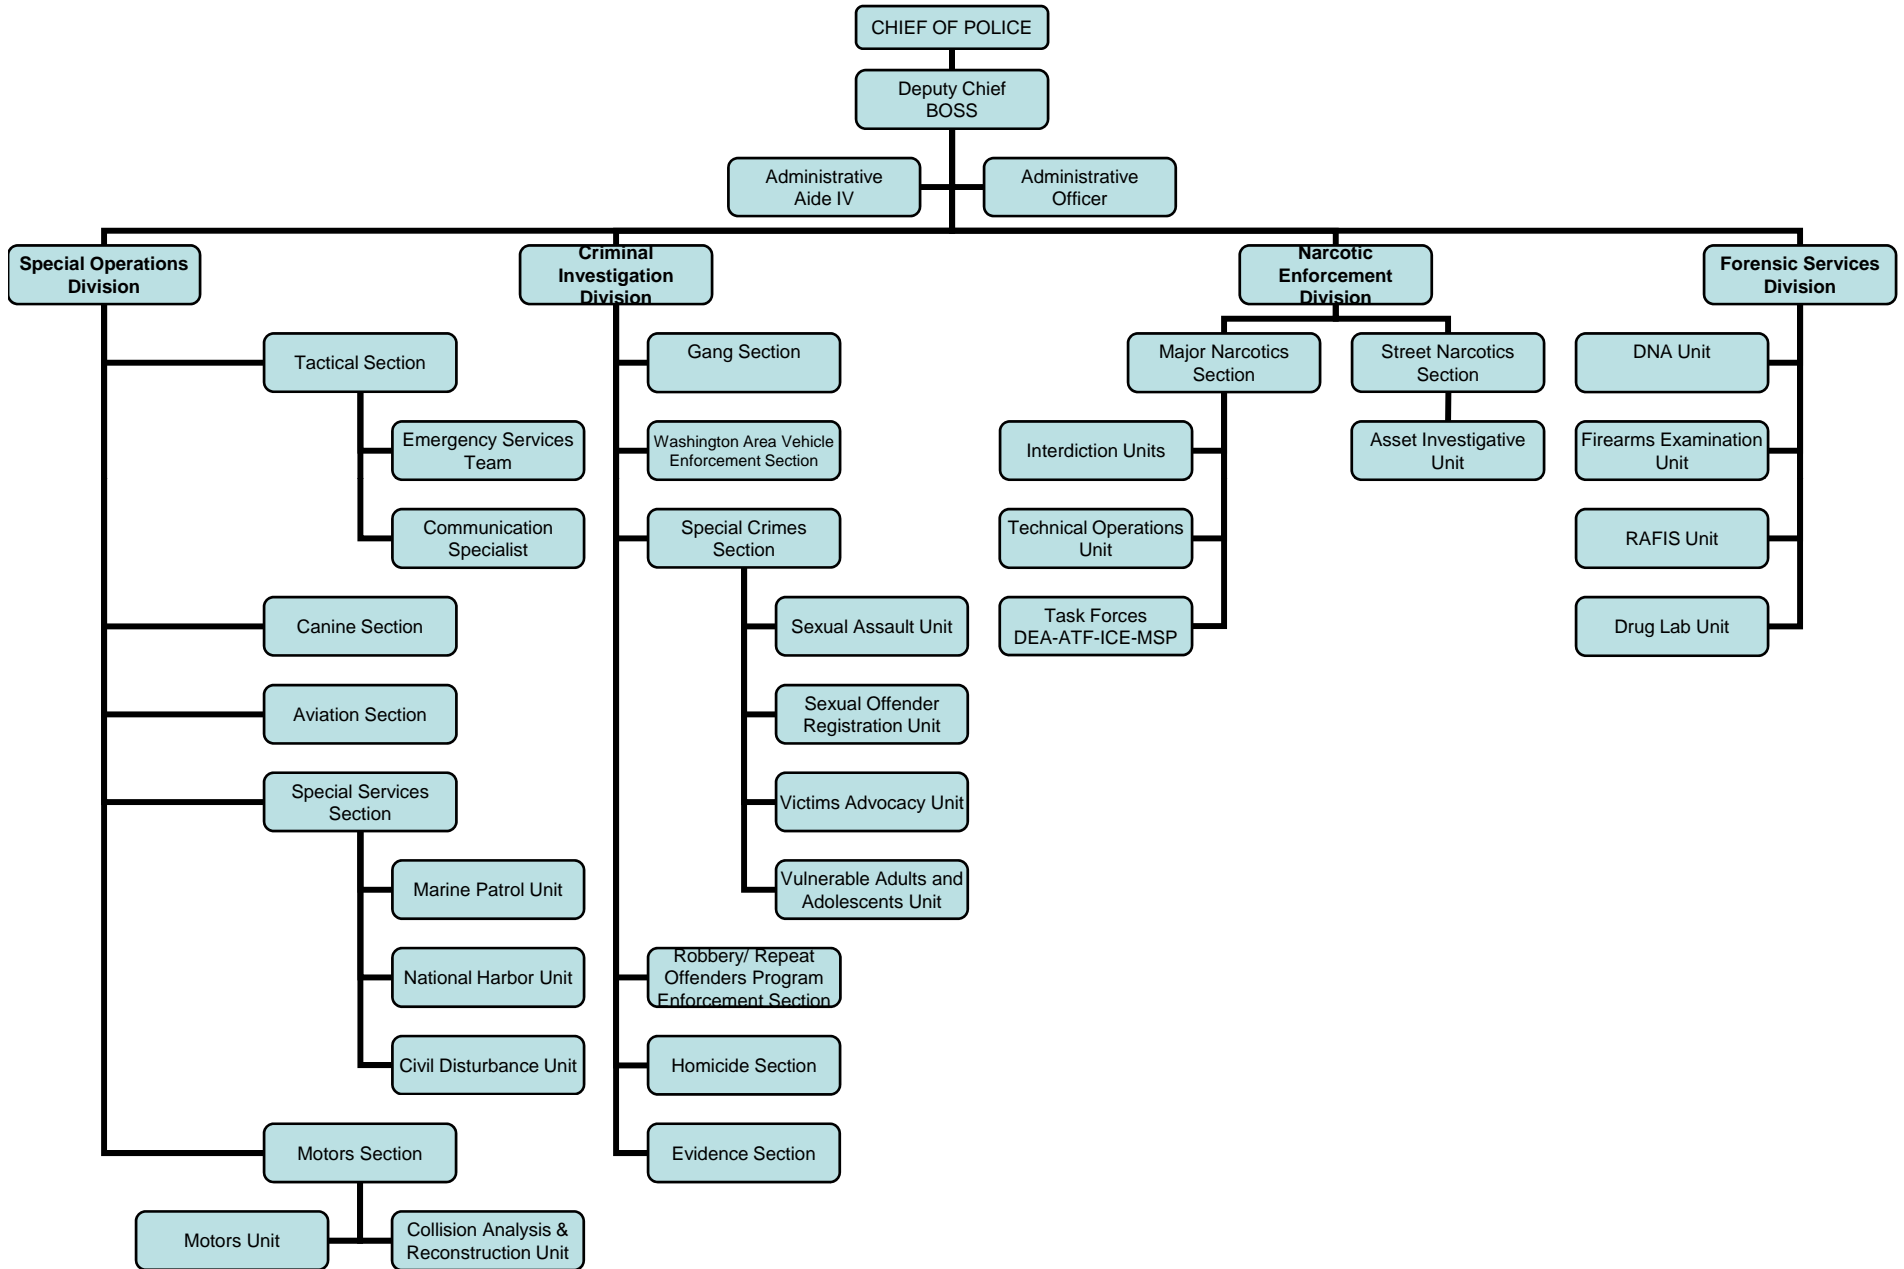 CHIEF OF POLICE
Deputy Chief
BOSS
Administrative
Aide IV
Administrative
Officer
Special Operations
Division
Criminal
Investigation
Division
Narcotic
Enforcement
Division
Forensic Services
Division
Tactical Section
Emergency Services
Team
Communication
Specialist
Canine Section
Aviation Section
Special Services
Section
Marine Patrol Unit
National Harbor Unit
Civil Disturbance Unit
Motors Section
Motors Unit
Collision Analysis &
Reconstruction Unit
Gang Section
Washington Area Vehicle
Enforcement Section
Special Crimes
Section
Sexual Assault Unit
Sexual Offender
Registration Unit
Victims Advocacy Unit
Vulnerable Adults and
Adolescents Unit
Robbery/ Repeat
Offenders Program
Enforcement Section
Homicide Section
Evidence Section
Major Narcotics
Section
Interdiction Units
Technical Operations
Unit
Task Forces
DEA-ATF-ICE-MSP
Street Narcotics
Section
Asset Investigative
Unit
DNA Unit
Firearms Examination
Unit
RAFIS Unit
Drug Lab Unit